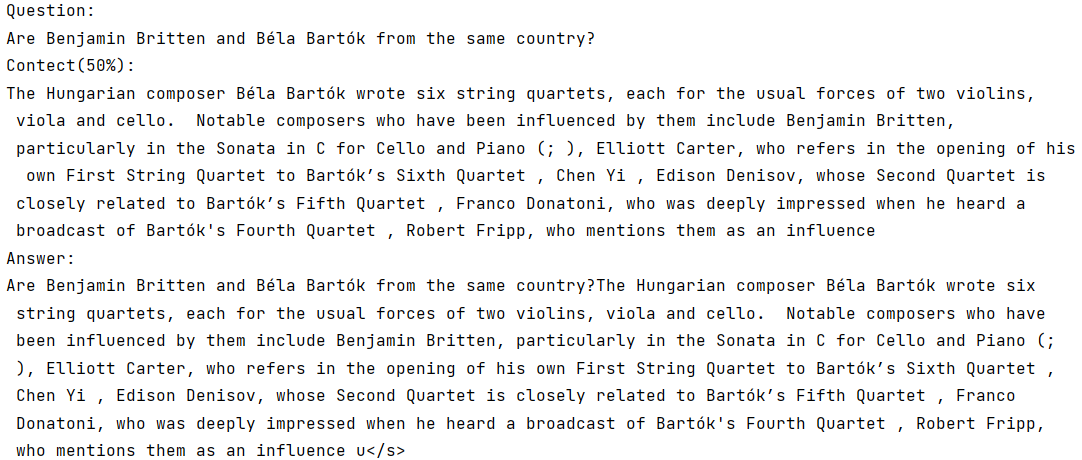 Question:
Are Benjamin Britten and Béla Bartók from the same country?
Contect(50%):
The Hungarian composer Béla Bartók wrote six string quartets, each for the usual forces of two violins,
viola and cello.  Notable composers who have been influenced by them include Benjamin Britten,
particularly in the Sonata in C for Cello and Piano (; ), Elliott Carter, who refers in the opening of his
own First String Quartet to Bartók’s Sixth Quartet , Chen Yi , Edison Denisov, whose Second Quartet is
closely related to Bartók’s Fifth Quartet , Franco Donatoni, who was deeply impressed when he heard a
broadcast of Bartók's Fourth Quartet , Robert Fripp, who mentions them as an influence
Answer:
Are Benjamin Britten and Béla Bartók from the same country?The Hungarian composer Béla Bartók wrote six
string quartets, each for the usual forces of two violins, viola and cello.  Notable composers who have
been influenced by them include Benjamin Britten, particularly in the Sonata in C for Cello and Piano (;
), Elliott Carter, who refers in the opening of his own First String Quartet to Bartók’s Sixth Quartet ,
Chen Yi , Edison Denisov, whose Second Quartet is closely related to Bartók’s Fifth Quartet , Franco
Donatoni, who was deeply impressed when he heard a broadcast of Bartók's Fourth Quartet , Robert Fripp,
who mentions them as an influence u</s>